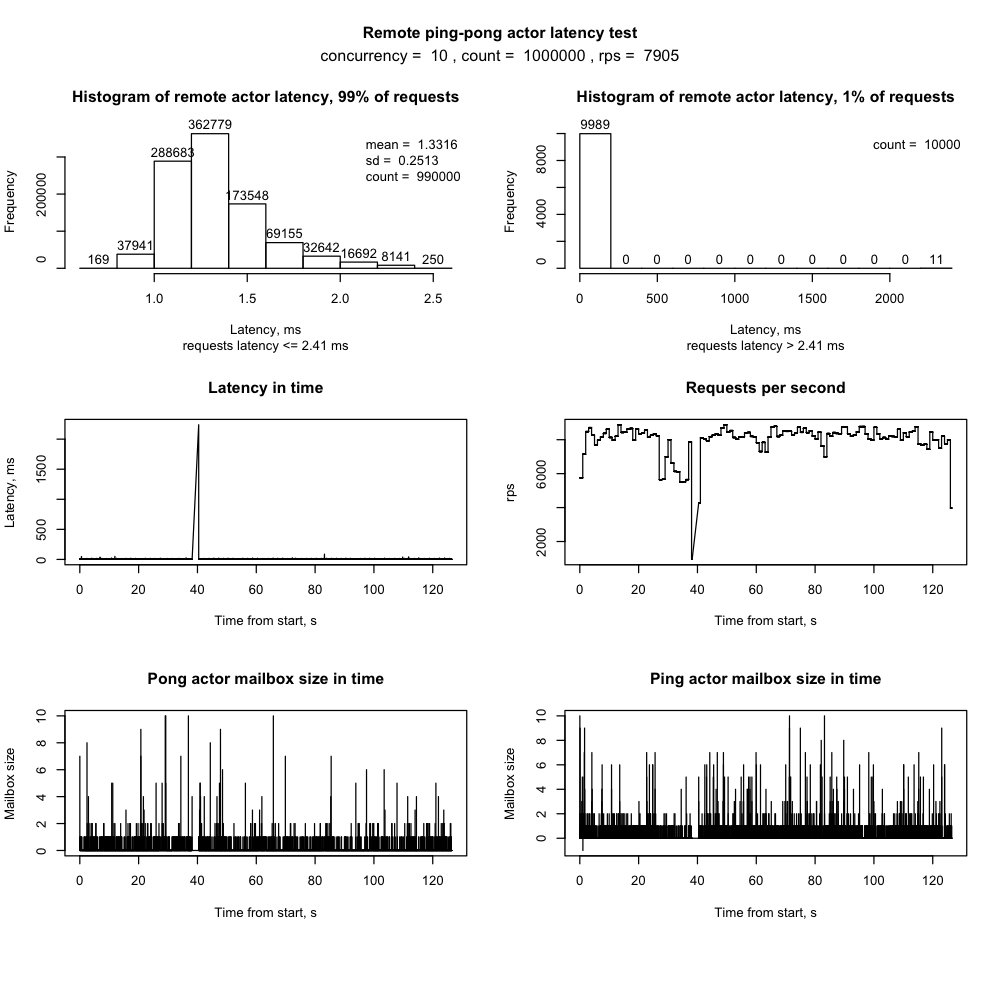 Remote ping-pong actor latency test
concurrency =  10 , count =  1000000 , rps =  7905
Histogram of remote actor latency, 99% of requests
362779
288683
173548
69155
37941
32642
16692
8141
169
250
mean =  1.3316
sd =  0.2513
count =  990000
Frequency
0
200000
1.0 1.5 2.0 2.5
Latency, ms
requests latency <= 2.41 ms
Histogram of remote actor latency, 1% of requests
9989
0 0 0 0 0 0 0 0 0 0 11
count =  10000
Frequency
0
4000
8000
0 500 1000 1500 2000
Latency, ms
requests latency > 2.41 ms
Latency in time
Latency, ms
0
500
1500
0 20 40 60 80 100 120
Time from start, s
Requests per second
rps
2000
6000
0 20 40 60 80 100 120
Time from start, s
Pong actor mailbox size in time
Mailbox size
0
2
4
6
8
10
0 20 40 60 80 100 120
Time from start, s
Ping actor mailbox size in time
Mailbox size
0
2
4
6
8
10
0 20 40 60 80 100 120
Time from start, s